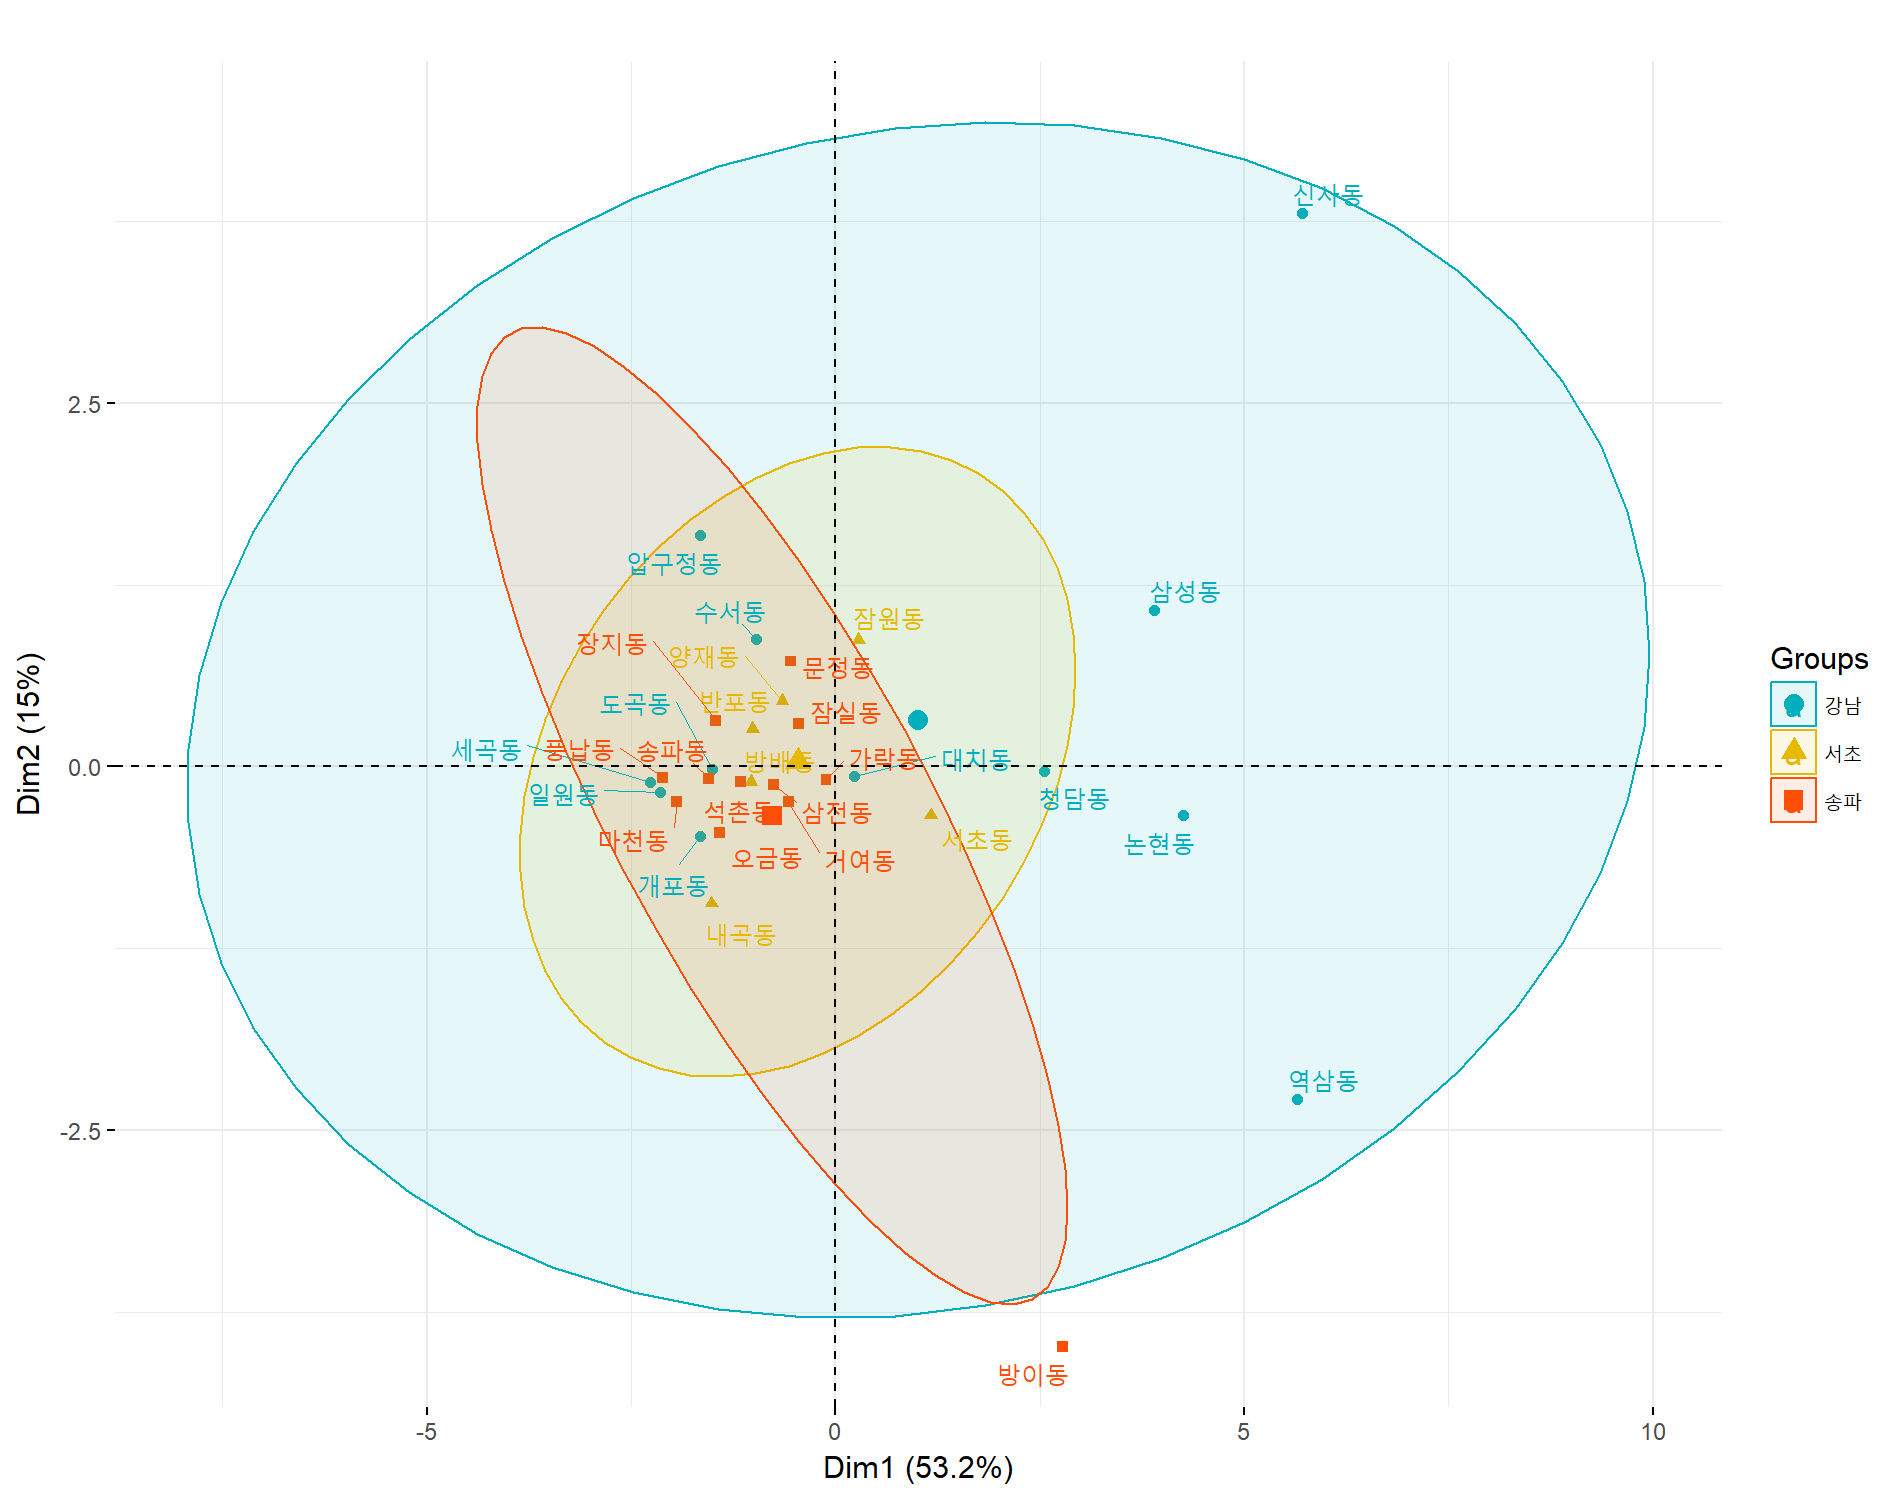 신사동
압구정동
삼성동
수서동
잠원동
장지동
양재동
문정동
도곡동
반포동
잠실동
세곡동
풍납동
송파동
방배동
가락동
대치동
일원동
청담동
마천동
석촌동
삼전동
서초동
논현동
오금동
거여동
개포동
내곡동
역삼동
방이동
2.5
0.0
-2.5
Dim2 (15%)
-5
0
5
10
Dim1 (53.2%)
Groups
a 강남
a 서초
a 송파